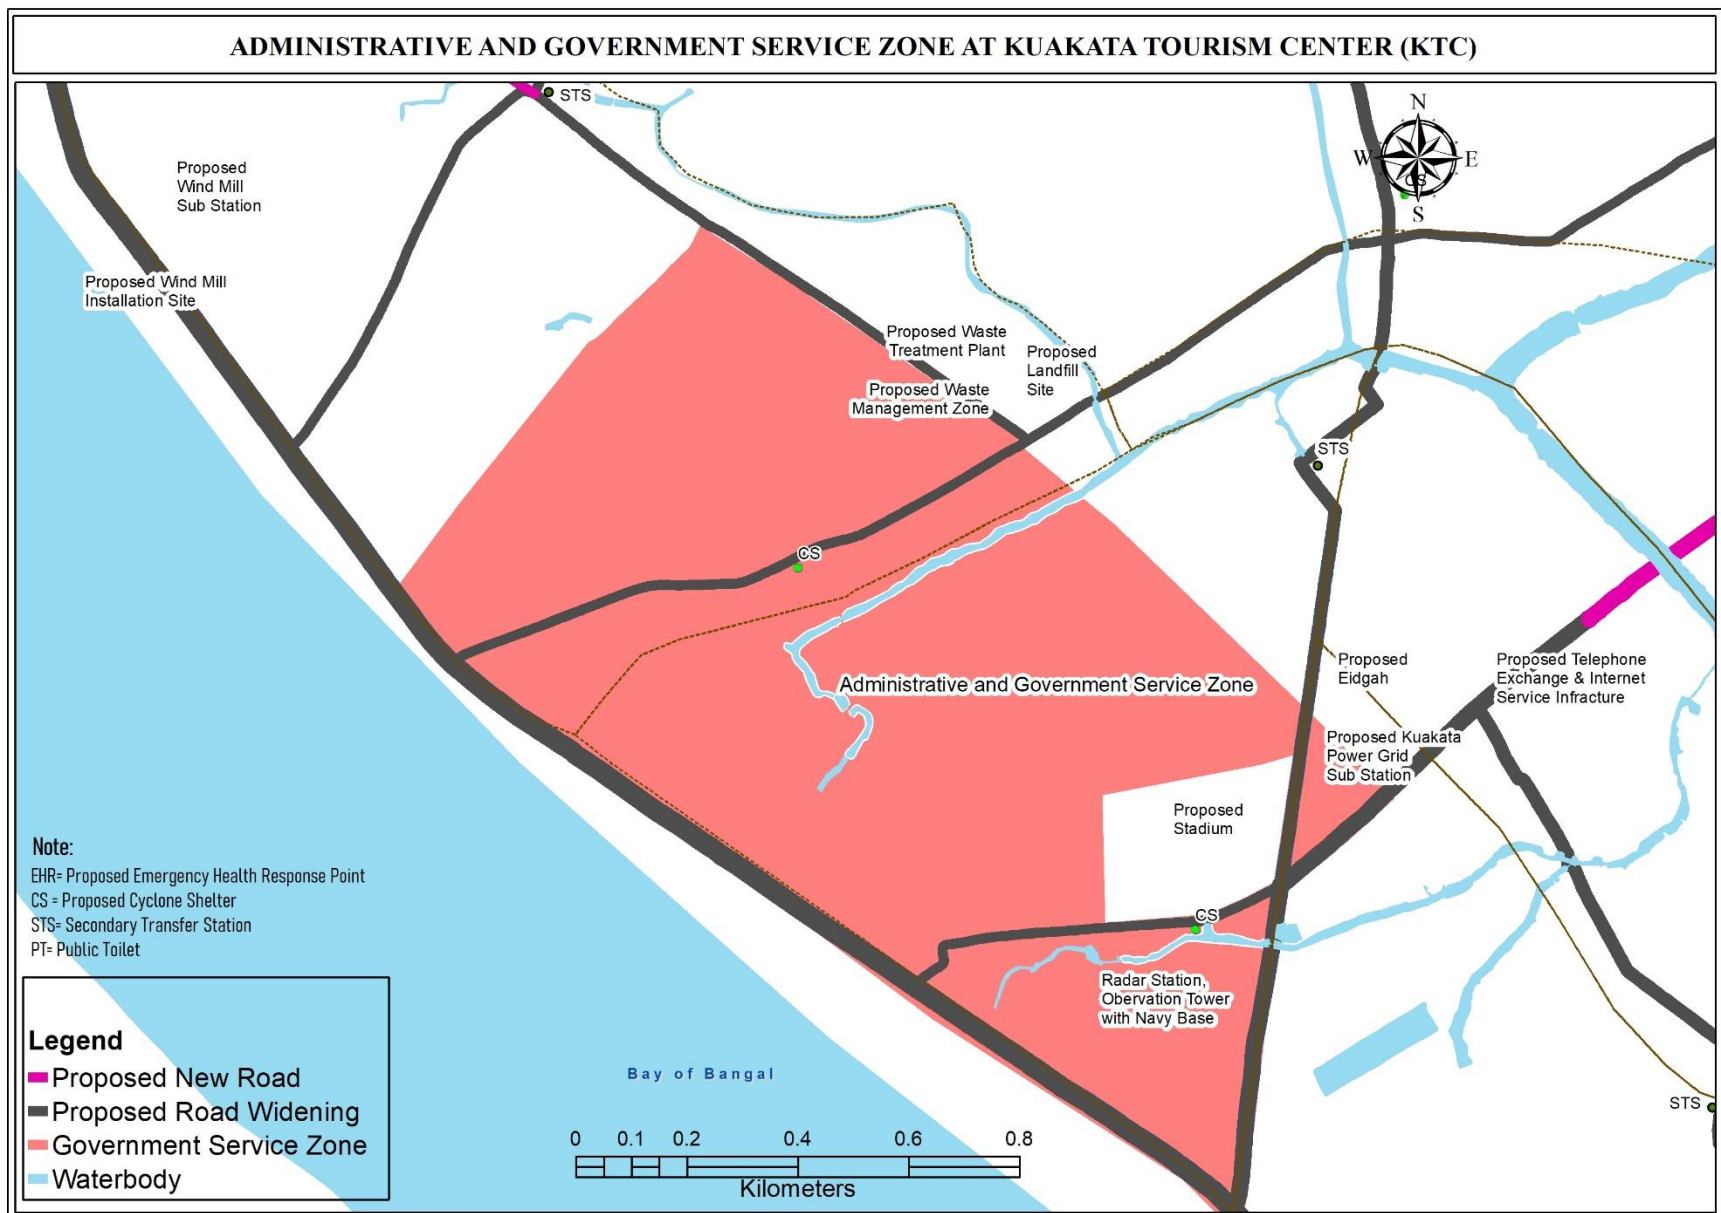 ADMINISTRATIVE AND GOVERNMENT SERVICE ZONE AT KUAKATA TOURISM CENTER (KTC)
STS
N
W
E
CS
S
Proposed
Wind Mill
Sub Station
Proposed Wind Mill
Installation Site
Proposed Waste
Treatment Plant
Proposed
Landfill
Site
Proposed Waste
Management Zone
STS
CS
Administrative and Government Service Zone
Proposed
Eidgah
Proposed Telephone
Exchange & Internet
Service Infracture
Proposed Kuakata
Power Grid
Sub Station
Proposed
Stadium
CS
Radar Station,
Obervation Tower
with Navy Base
STS
Note:
EHR= Proposed Emergency Health Response Point
CS = Proposed Cyclone Shelter
STS= Secondary Transfer Station
PT= Public Toilet
Legend
Proposed New Road
Proposed Road Widening
Government Service Zone
Waterbody
Bay of Bangal
0 0.1 0.2 0.4 0.6 0.8
Kilometers